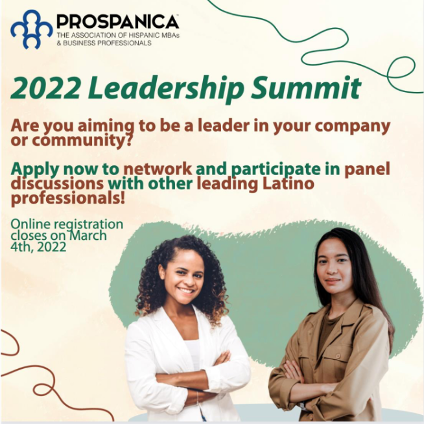 PROSPANICA
THE ASSOCIATION OF HISPANIC MBAs
& BUSINESS PROFESSIONALS
2022 Leadership Summit
Are you aiming to be a leader in your company
or community?
Apply now to network and participate in panel
discussions with other leading Latino
professionals!
Online registration
closes on March
4th, 2022